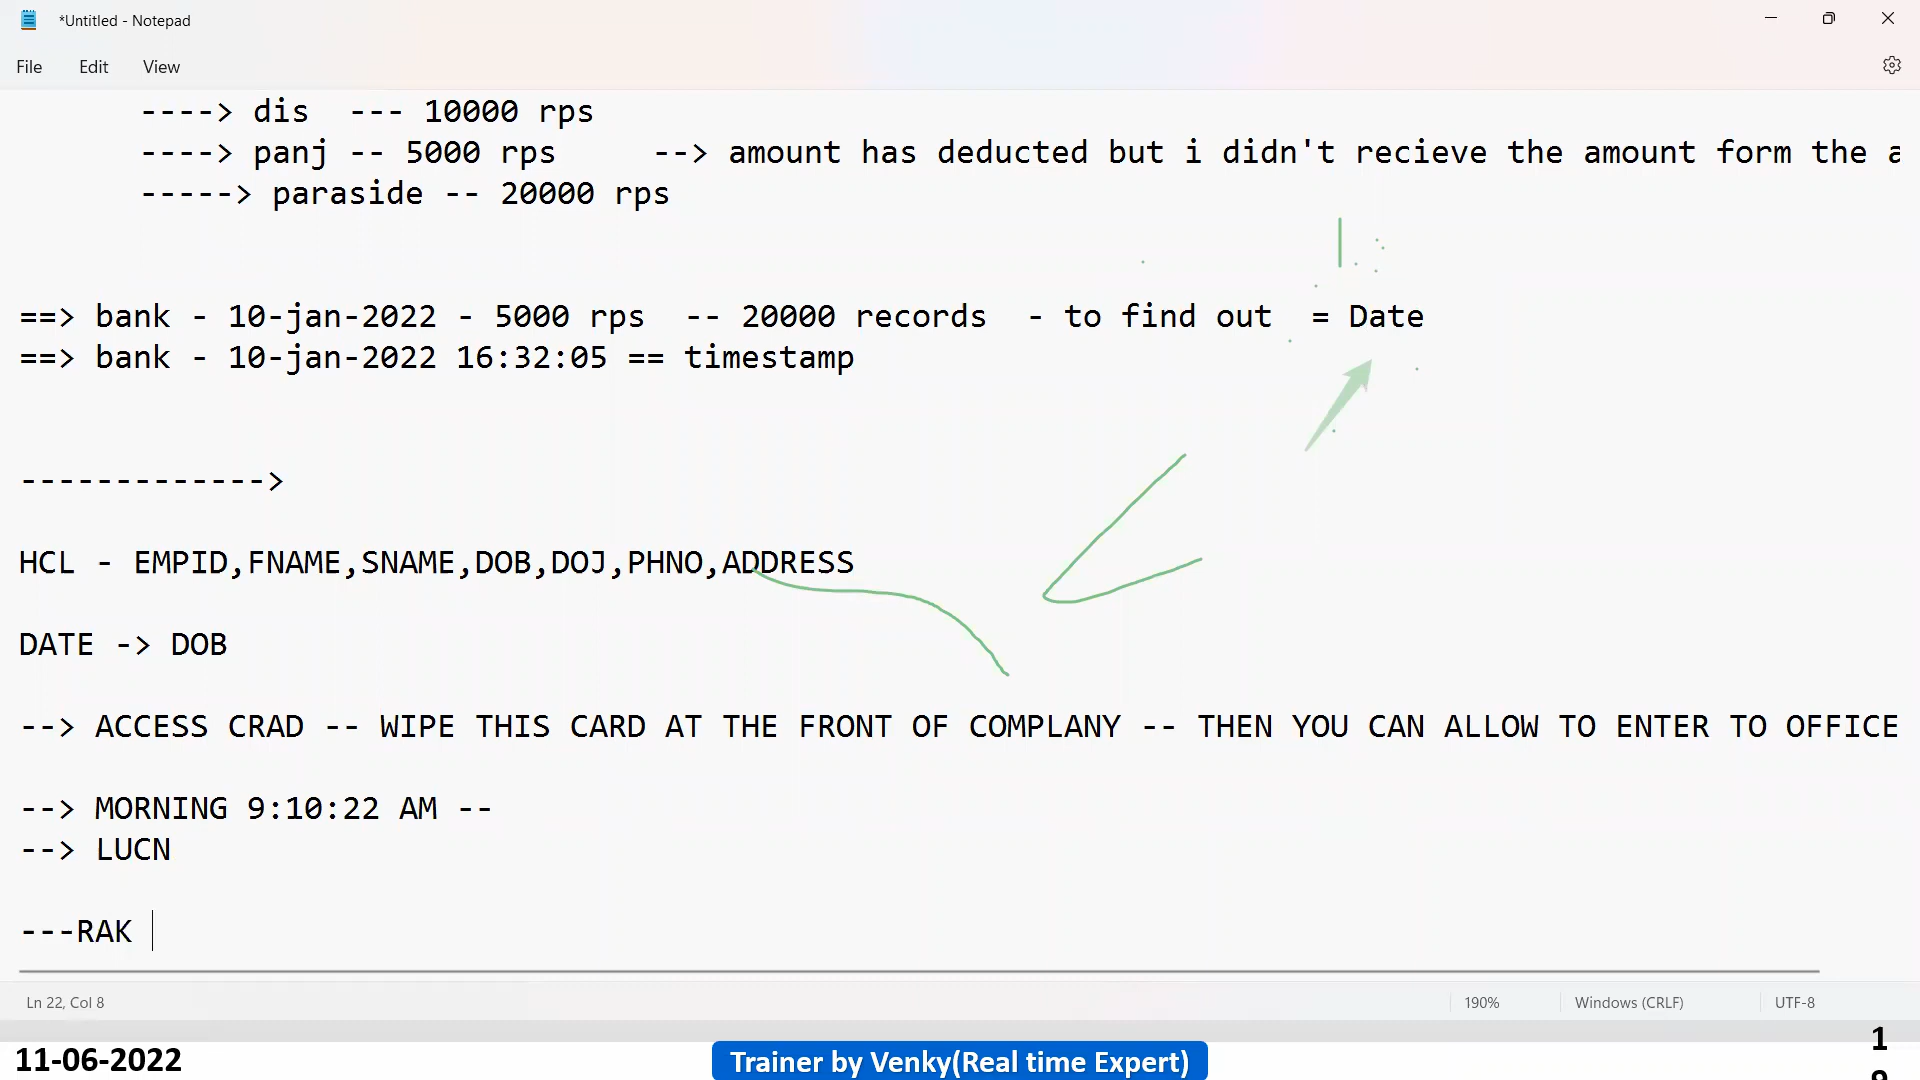 *Untitled - Notepad
File Edit View
----> dis --- 10000 rps
----> panj -- 5000 rps --> amount has deducted but i didn't recieve the amount form the a
-----> paraside -- 20000 rps
==> bank - 10-jan-2022 - 5000 rps -- 20000 records - to find out = Date
==> bank - 10-jan-2022 16:32:05 == timestamp
------------->
HCL - EMPID,FNAME,SNAME,DOB,DOJ,PHNO,ADDRESS
DATE -> DOB
--> ACCESS CRAD -- WIPE THIS CARD AT THE FRONT OF COMPLANY -- THEN YOU CAN ALLOW TO ENTER TO OFFICE
--> MORNING 9:10:22 AM --
--> LUCN
---RAK
Ln 22, Col 8 190% Windows (CRLF) UTF-8
11-06-2022 Trainer by Venky(Real time Expert) 1